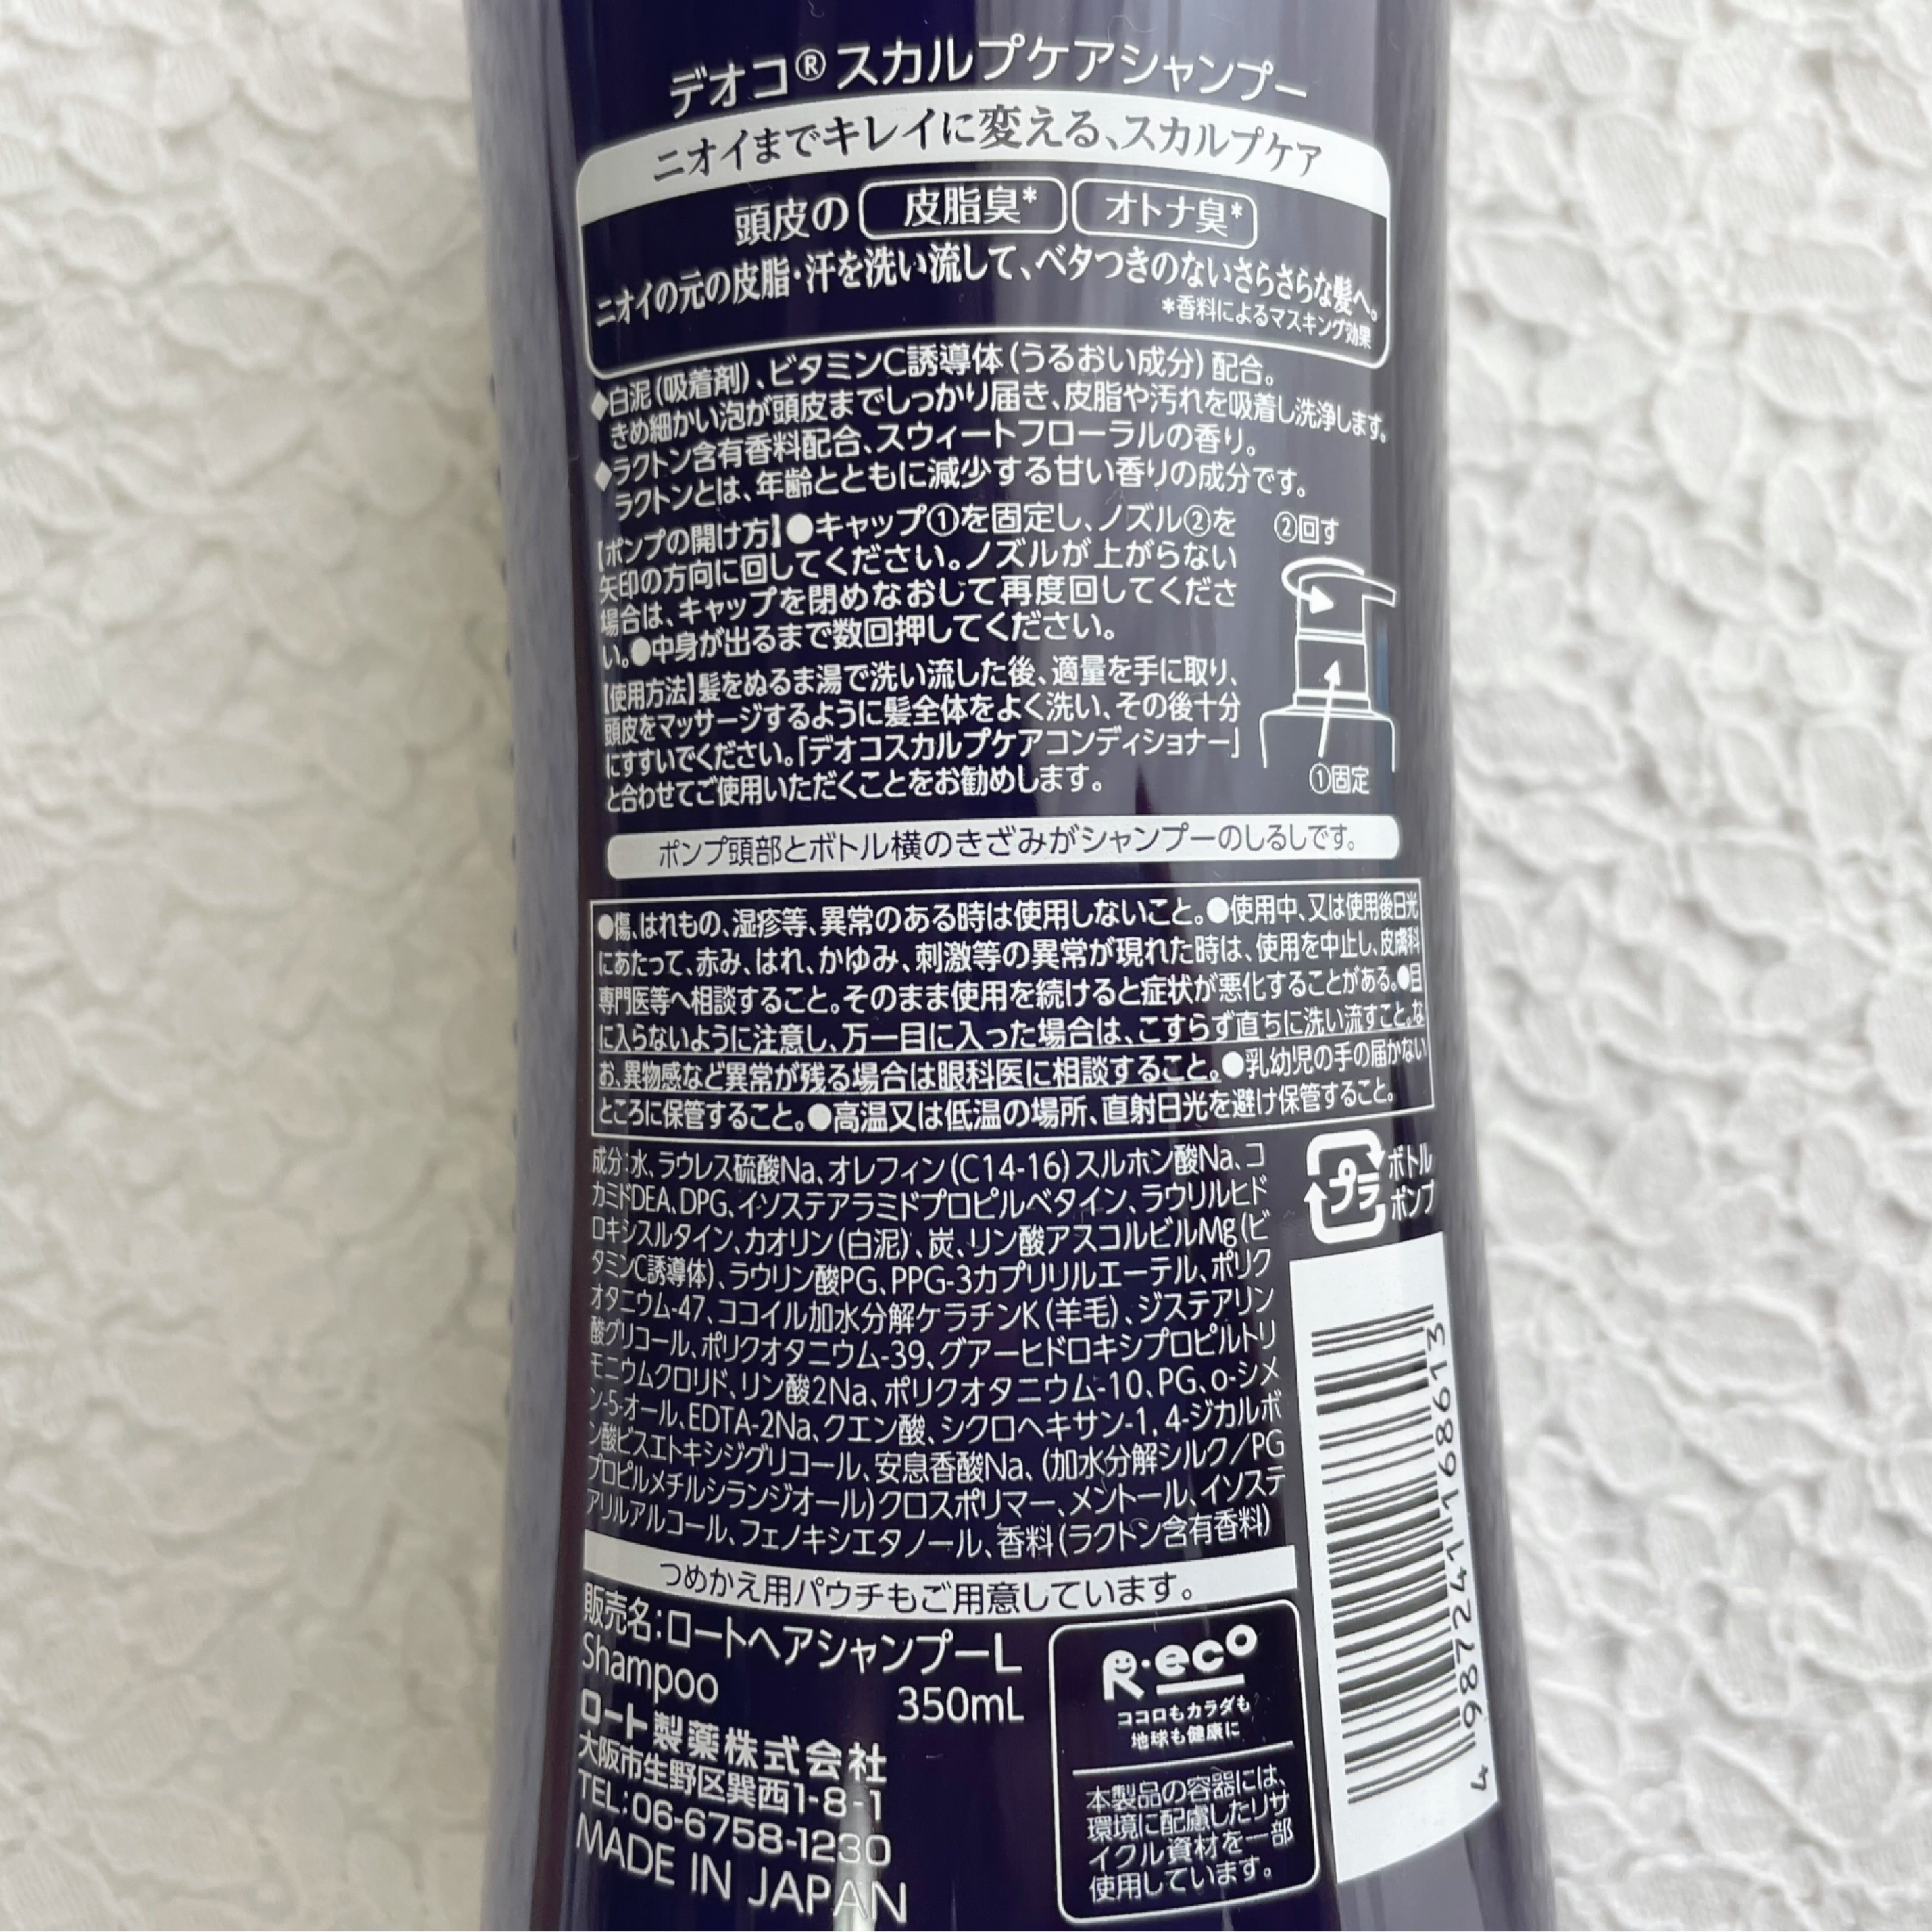 デオコ®スカルプケアシャンプー
ニオイまでキレイに変える、スカルプケア
頭皮の 皮脂臭* オトナ臭*
ニオイの元の皮脂・汗を洗い流して、ベタつきのないさらさらな髪へ。
*香料によるマスキング効果
◆白泥(吸着剤)、ビタミンC誘導体(うるおい成分)配合。
きめ細かい泡が頭皮までしっかり届き、皮脂や汚れを吸着し洗浄します。
◆ラクトン含有香料配合、スウィートフローラルの香り。
ラクトンとは、年齢とともに減少する甘い香りの成分です。
【ポンプの開け方】●キャップ①を固定し、ノズル②を
矢印の方向に回してください。ノズルが上がらない
場合は、キャップを閉めなおして再度回してくださ
い。●中身が出るまで数回押してください。
②回す
①固定
【使用方法】髪をぬるま湯で洗い流した後、適量を手に取り、
頭皮をマッサージするように髪全体をよく洗い、その後十分
にすすいでください。「デオコスカルプケアコンディショナー」
と合わせてご使用いただくことをお勧めします。
ポンプ頭部とボトル横のきざみがシャンプーのしるしです。
●傷、はれもの、湿疹等、異常のある時は使用しないこと。●使用中、又は使用後日光
にあたって、赤み、はれ、かゆみ、刺激等の異常が現れた時は、使用を中止し、皮膚科
専門医等へ相談すること。そのまま使用を続けると症状が悪化することがある。●目
に入らないように注意し、万一目に入った場合は、こすらず直ちに洗い流すこと。な
お、異物感など異常が残る場合は眼科医に相談すること。●乳幼児の手の届かない
ところに保管すること。●高温又は低温の場所、直射日光を避け保管すること。
成分:水、ラウレス硫酸Na、オレフィン(C14-16)スルホン酸Na、コ
カミドDEA、DPG、イソステアラミドプロピルベタイン、ラウリルヒド
ロキシスルタイン、カオリン(白泥)、炭、リン酸アスコルビルMg(ビ
タミンC誘導体)、ラウリン酸PG、PPG-3カプリリルエーテル、ポリク
オタニウム-47、ココイル加水分解ケラチンK(羊毛)、ジステアリン
酸グリコール、ポリクオタニウム-39、グアーヒドロキシプロピルトリ
モニウムクロリド、リン酸2Na、ポリクオタニウム-10、PG、o-シメ
ン-5-オール、EDTA-2Na、クエン酸、シクロヘキサン-1,4-ジカルボ
ン酸ビスエトキシジグリコール、安息香酸Na、(加水分解シルク/PG
プロピルメチルシランジオール)クロスポリマー、メントール、イソステ
アリルアルコール、フェノキシエタノール、香料(ラクトン含有香料)
プラ
ボトル
ポンプ
4987241168613
つめかえ用パウチもご用意しています。
販売名:ロートヘアシャンプーL
Shampoo 350mL
ロート製薬株式会社
大阪市生野区巽西1-8-1
TEL:06-6758-1230
MADE IN JAPAN
R・eco
ココロもカラダも
地球も健康に
本製品の容器には、
環境に配慮したリサ
イクル資材を一部
使用しています。